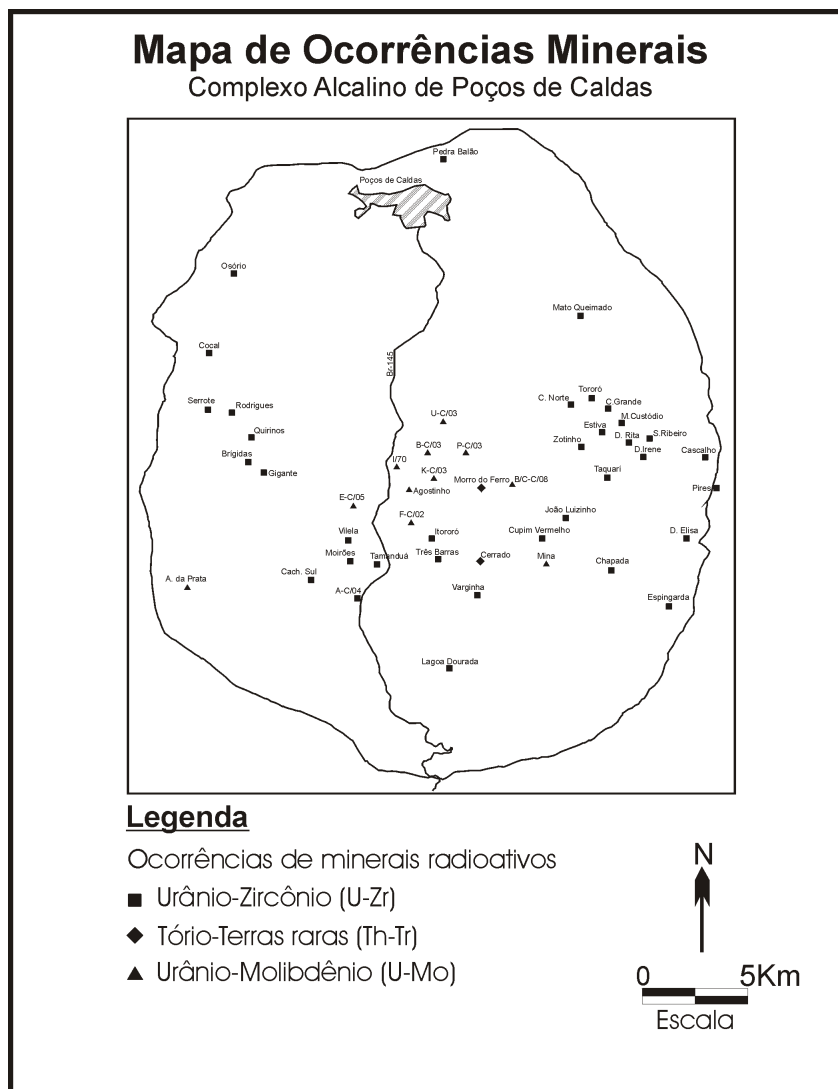 Mapa de Ocorrências Minerais
Complexo Alcalino de Poços de Caldas
Pedra Balão
Poços de Caldas
Osório
Mato Queimado
Cocal
Br-145
Tororó
C. Norte
C.Grande
Serrote
Rodrigues
U-C/03
M.Custódio
Estiva
S.Ribeiro
Quirinos
B-C/03
P-C/03
Zotinho
D. Rita
D.Irene
Cascalho
Brígidas
I/70
Gigante
K-C/03
Morro do Ferro
B/C-C/08
Taquari
Agostinho
Pires
E-C/05
F-C/02
João Luizinho
Vilela
Itororó
Cupim Vermelho
D. Elisa
Moirões
Tamanduá
Três Barras
Cerrado
Mina
Chapada
A. da Prata
Cach. Sul
A-C/04
Varginha
Espingarda
Lagoa Dourada
Legenda
Ocorrências de minerais radioativos
Urânio-Zircônio (U-Zr)
Tório-Terras raras (Th-Tr)
Urânio-Molibdênio (U-Mo)
N
0 5Km
Escala